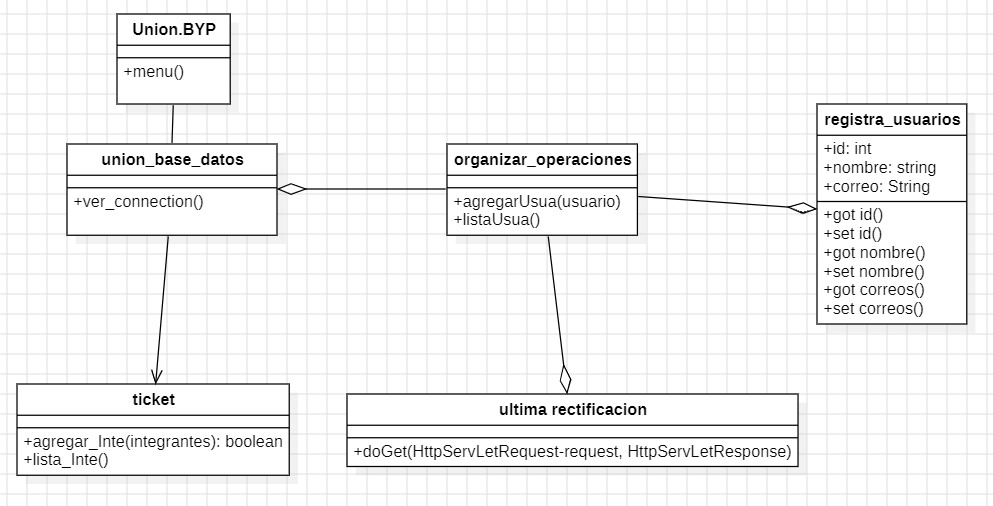 Union.BYP
+menu()
union_base_datos
+ver_connection()
organizar_operaciones
+agregarUsua(usuario)
+listaUsua()
registra_usuarios
+id: int
+nombre: string
+correo: String
+got id()
+set id()
+got nombre()
+set nombre()
+got correos()
+set correos()
ticket
+agregar_Inte(integrantes): boolean
+lista_Inte()
ultima rectificacion
+doGet(HttpServLetRequest-request, HttpServLetResponse)